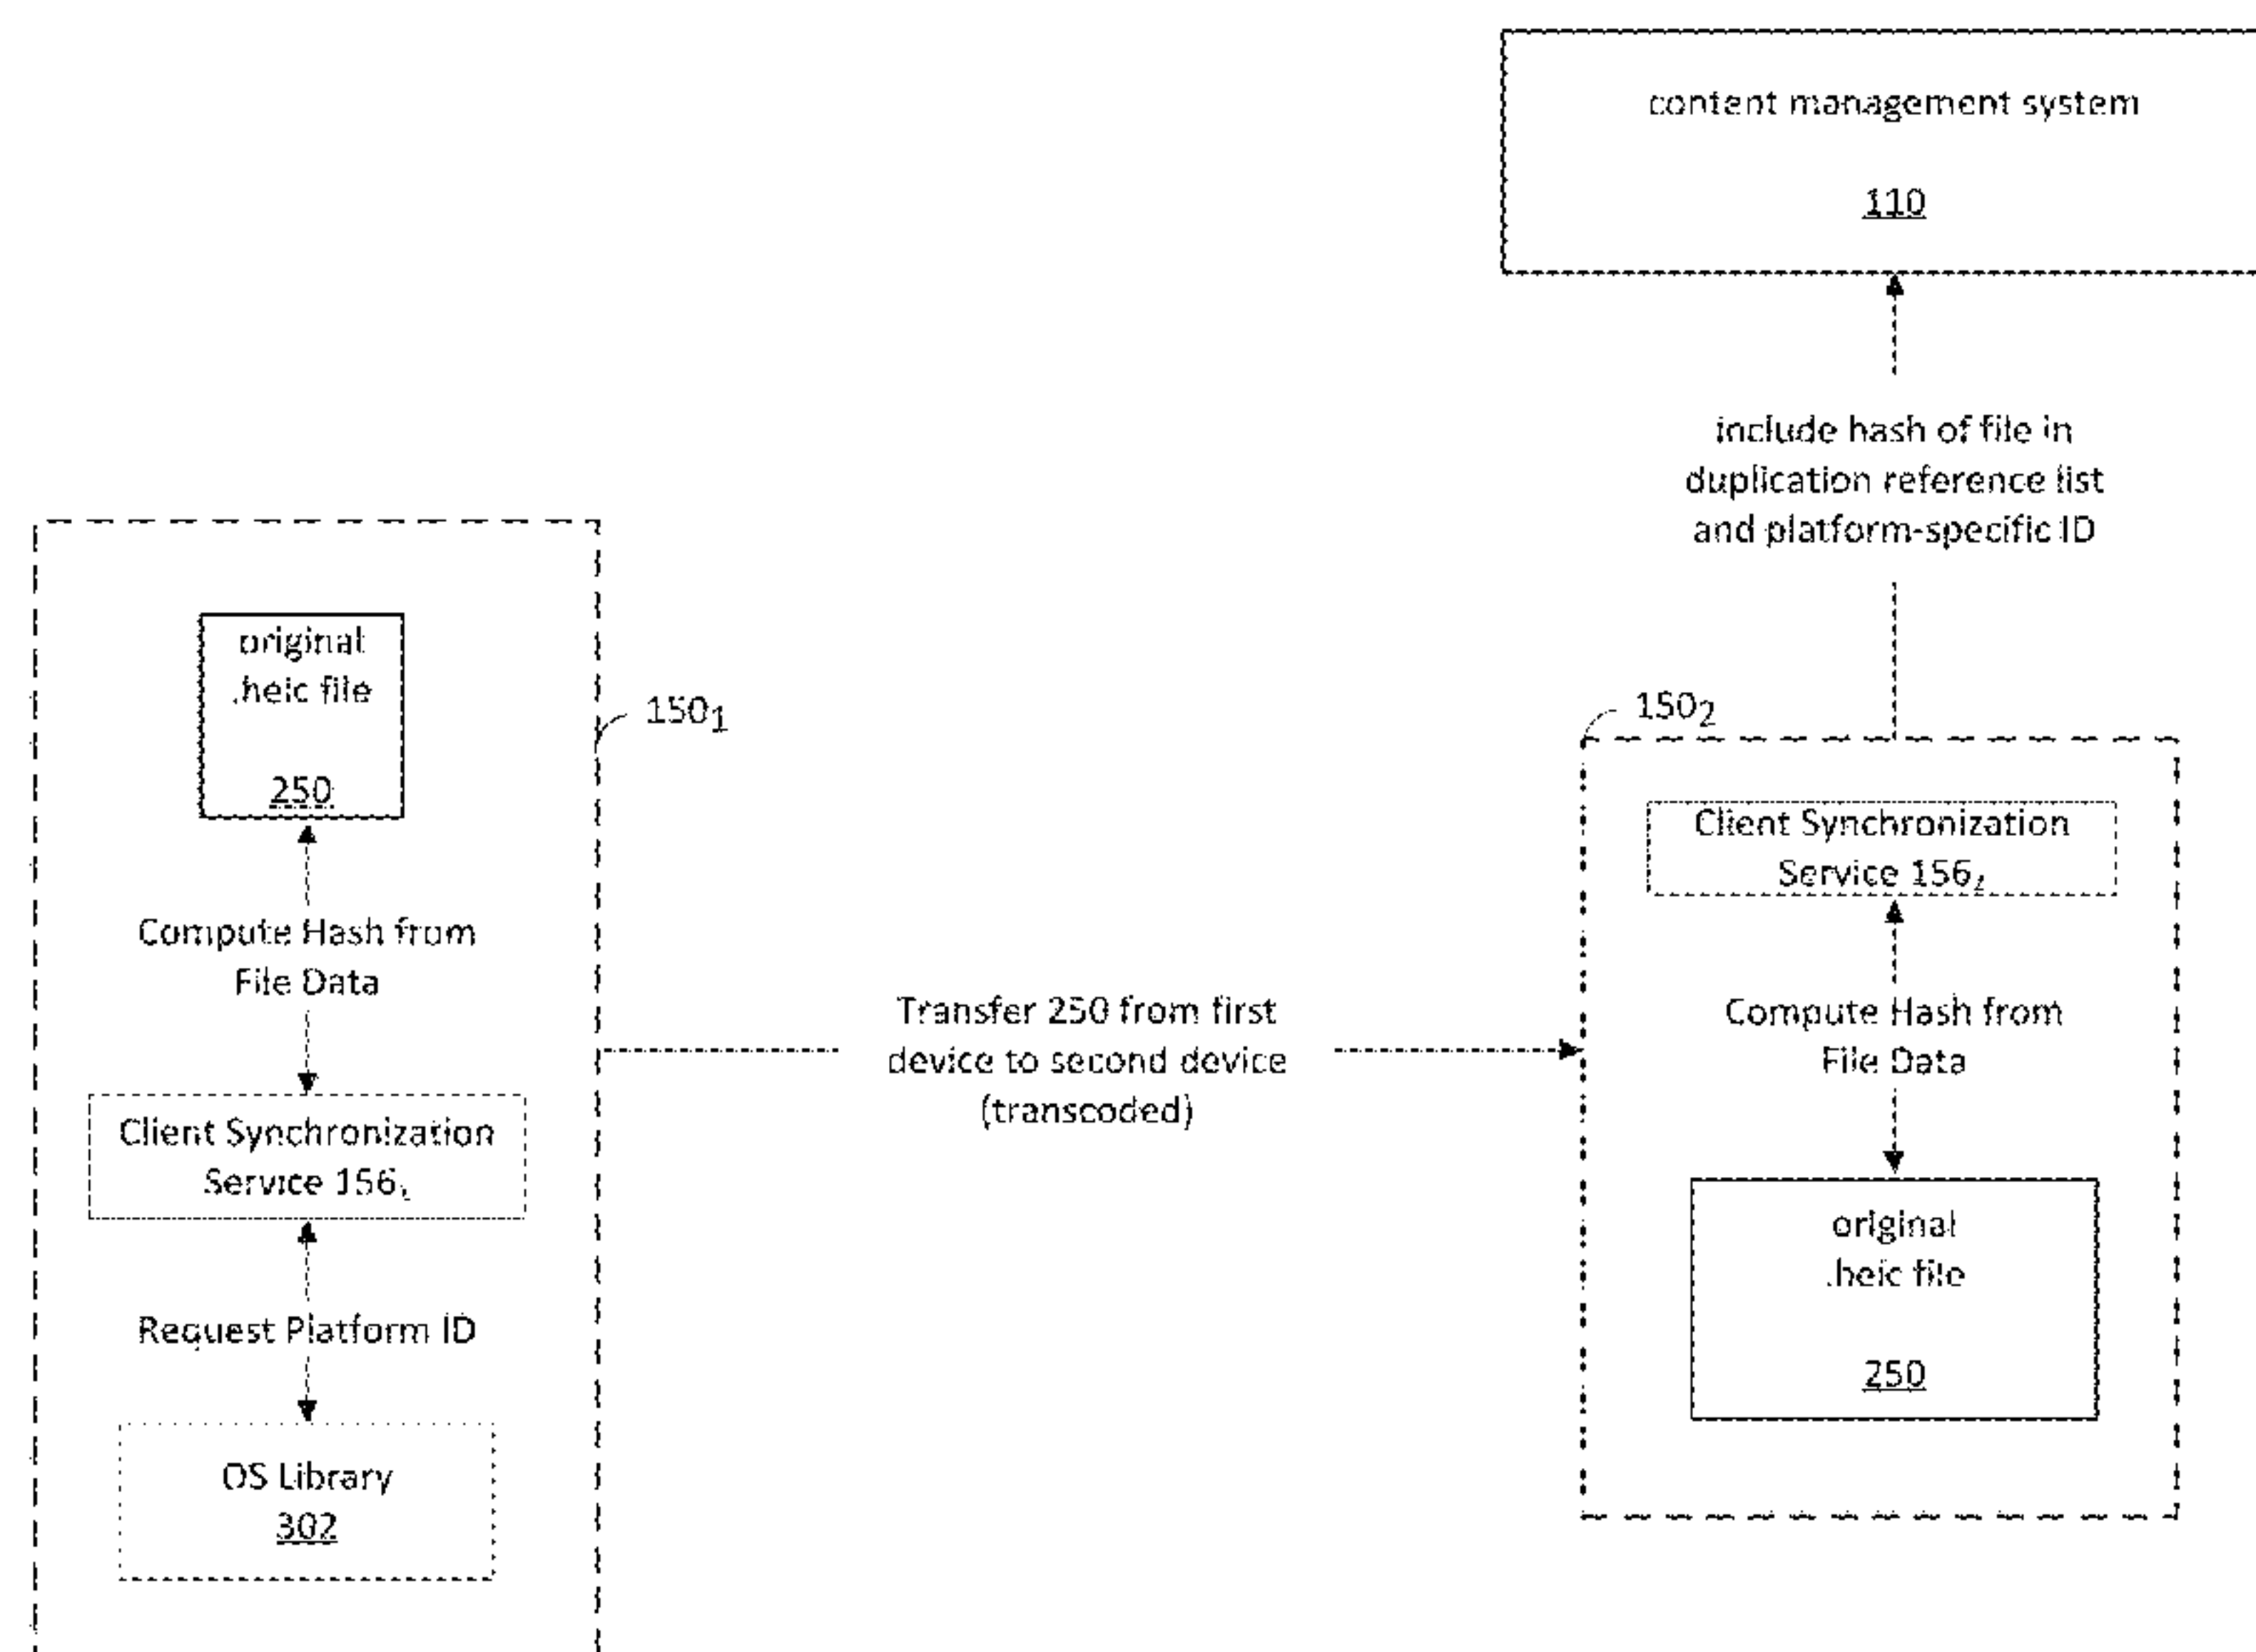 content management system
110
include hash of file in
duplication reference list
and platform-specific ID
original
.heic file
250
150₁
Compute Hash from
File Data
Client Synchronization
Service 156₁
Request Platform ID
OS Library
302
Transfer 250 from first
device to second device
(transcoded)
150₂
Client Synchronization
Service 156₂
Compute Hash from
File Data
original
.heic file
250